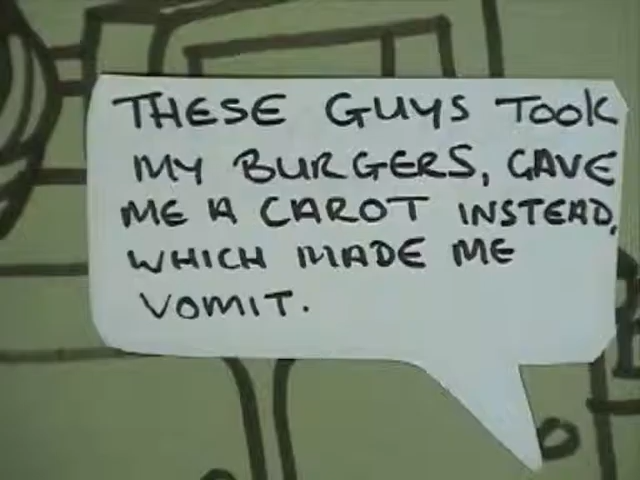 THESE GUYS TOOK
MY BURGERS, GAVE
ME A CAROT INSTEAD,
WHICH MADE ME
VOMIT.